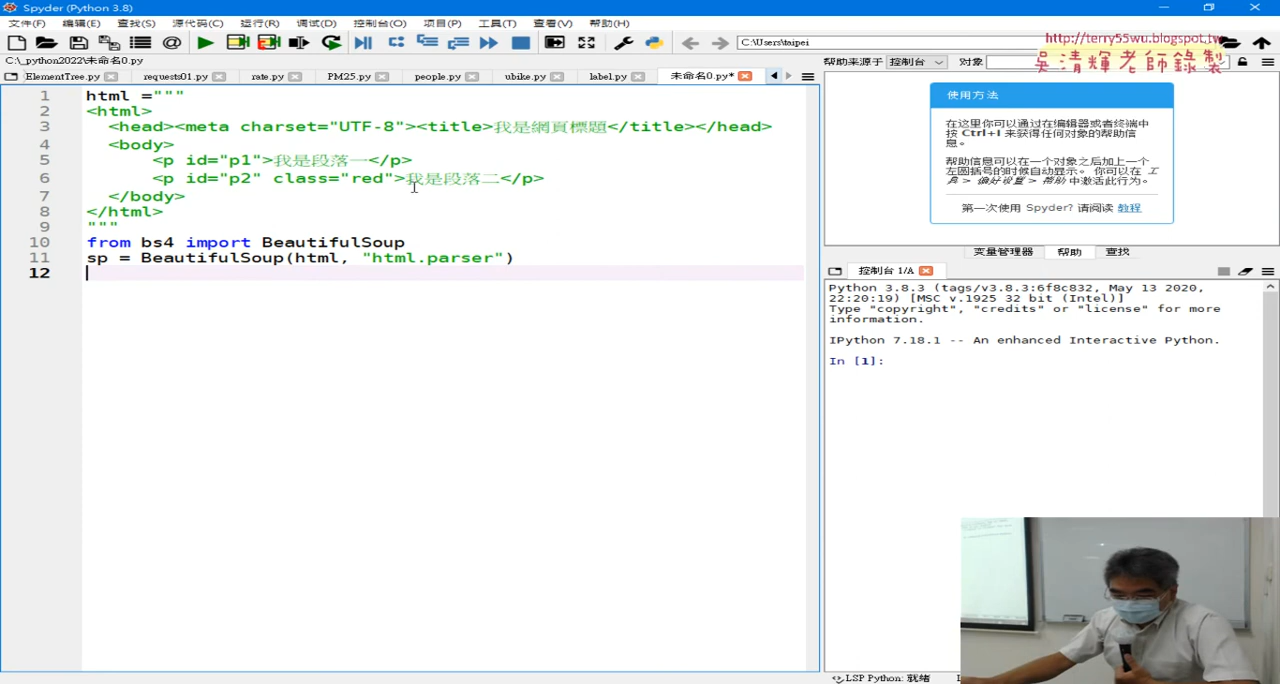 Spyder (Python 3.8)
文件(F) 编辑(E) 查找(S) 源代码(C) 运行(R) 调试(D) 控制台(O) 项目(P) 工具(T) 查看(V) 帮助(H)
C:\Users\taipei
http://terry55wu.blogspot.tw
吳清輝老師錄製
C:\_python2022\未命名0.py
ElementTree.py requests01.py rate.py PM25.py people.py ubike.py label.py 未命名0.py*
帮助来源于 控制台 对象
1 html ="""
2 <html>
3 <head><meta charset="UTF-8"><title>我是網頁標題</title></head>
4 <body>
5 <p id="p1">我是段落一</p>
6 <p id="p2" class="red">我是段落二</p>
7 </body>
8 </html>
9 """
10 from bs4 import BeautifulSoup
11 sp = BeautifulSoup(html, "html.parser")
12
使用方法
在这里你可以通过在编辑器或者终端中
按 Ctrl+I 来获得任何对象的帮助信
息。
帮助信息可以在一个对象之后加上一个
左圆括号的时候自动显示。 你可以在 工
具 > 偏好设置 > 帮助 中激活此行为。
第一次使用 Spyder? 请阅读 教程
变量管理器 帮助 查找
控制台 1/A
Python 3.8.3 (tags/v3.8.3:6f8c832, May 13 2020,
22:20:19) [MSC v.1925 32 bit (Intel)]
Type "copyright", "credits" or "license" for more
information.
IPython 7.18.1 -- An enhanced Interactive Python.
In [1]:
LSP Python: 就绪